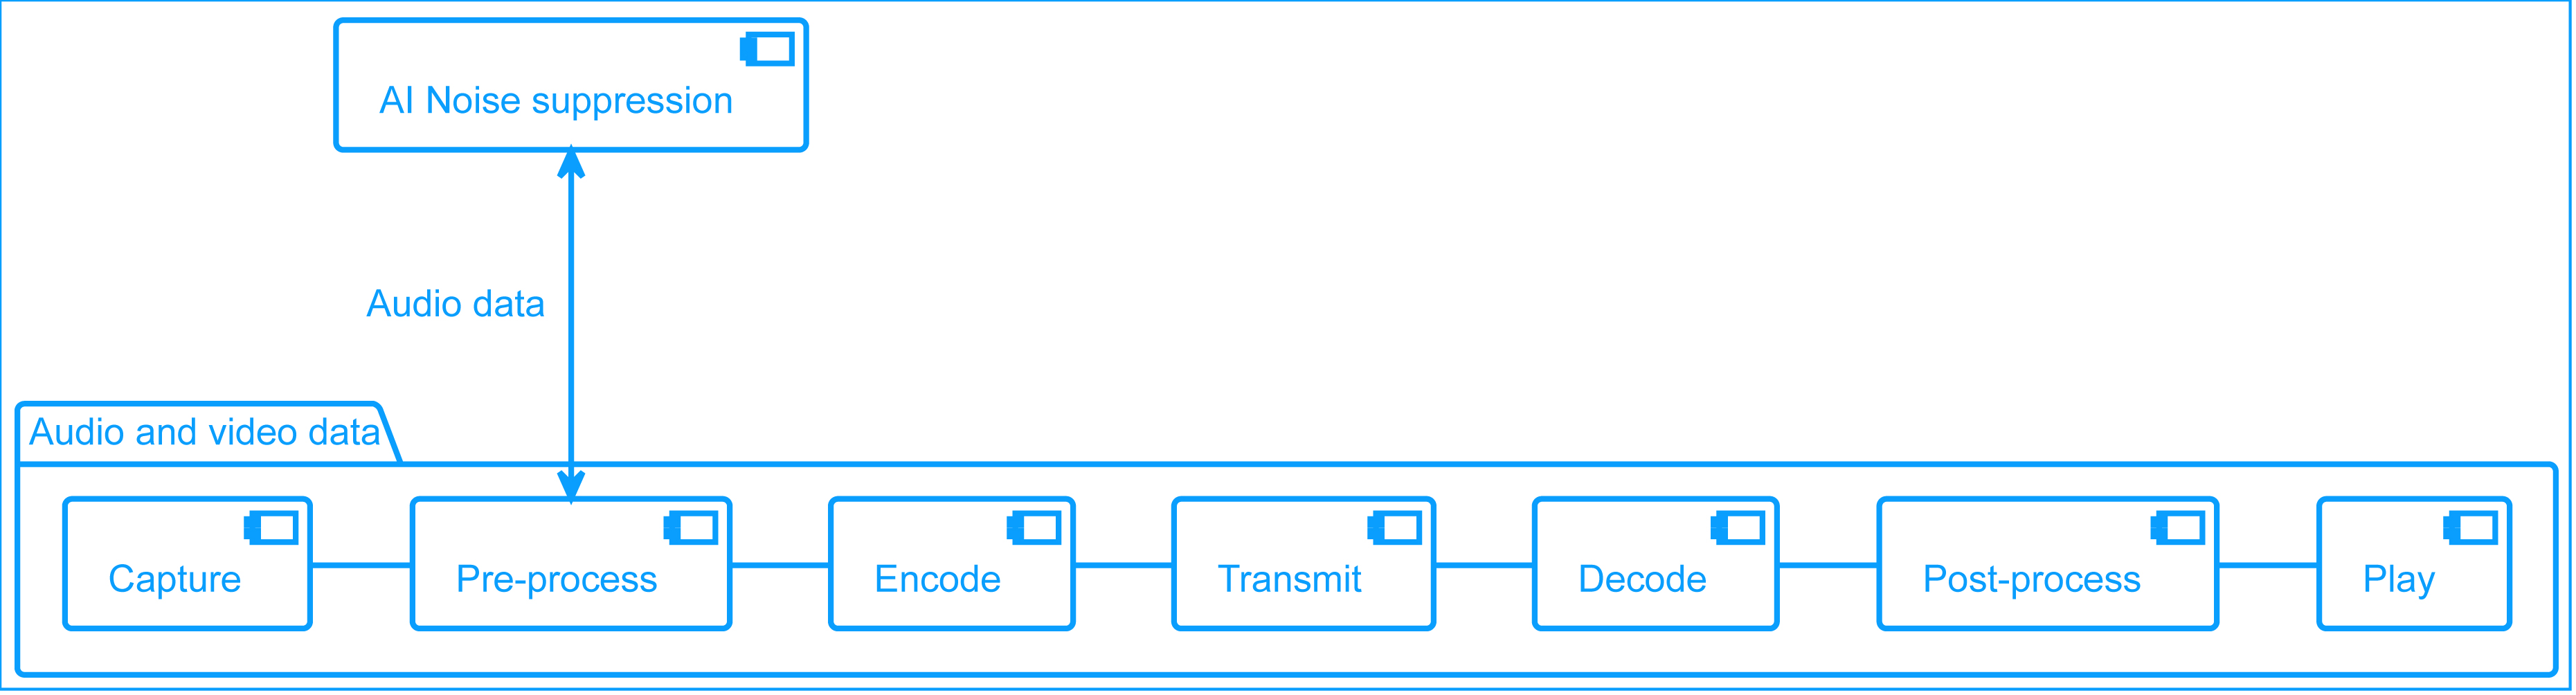 AI Noise suppression
Audio data
Audio and video data
Capture
Pre-process
Encode
Transmit
Decode
Post-process
Play